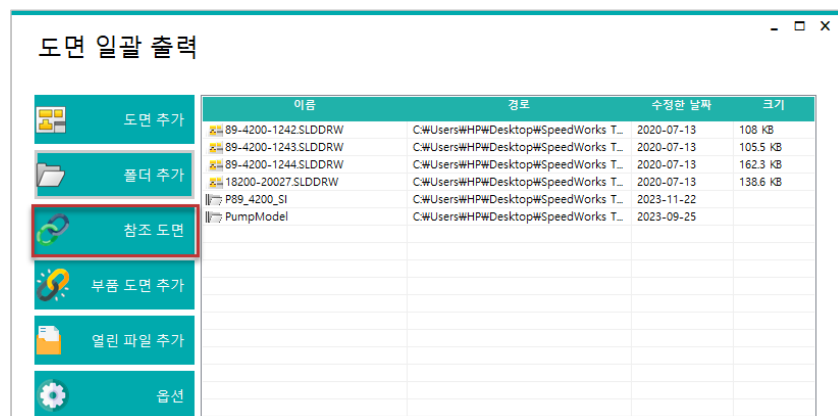 도면 일괄 출력
도면 추가
폴더 추가
참조 도면
부품 도면 추가
열린 파일 추가
옵션
이름 경로 수정한 날짜 크기
89-4200-1242.SLDDRW C:₩Users₩HP₩Desktop₩SpeedWorks T... 2020-07-13 108 KB
89-4200-1243.SLDDRW C:₩Users₩HP₩Desktop₩SpeedWorks T... 2020-07-13 105.5 KB
89-4200-1244.SLDDRW C:₩Users₩HP₩Desktop₩SpeedWorks T... 2020-07-13 162.3 KB
18200-20027.SLDDRW C:₩Users₩HP₩Desktop₩SpeedWorks T... 2020-07-13 138.6 KB
P89_4200_SI C:₩Users₩HP₩Desktop₩SpeedWorks T... 2023-11-22
PumpModel C:₩Users₩HP₩Desktop₩SpeedWorks T... 2023-09-25